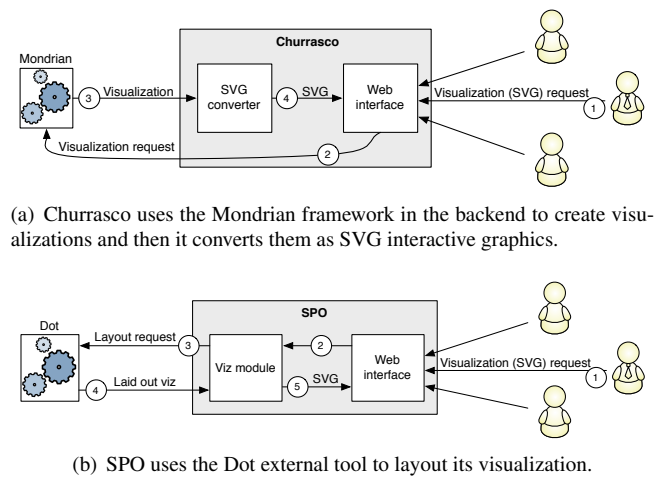 Churrasco
Mondrian
SVG
converter
Web
interface
3
Visualization
4
SVG
Visualization (SVG) request
1
Visualization request
2
(a) Churrasco uses the Mondrian framework in the backend to create visu-
alizations and then it converts them as SVG interactive graphics.
SPO
Dot
Layout request
3
2
Viz module
Web
interface
Visualization (SVG) request
1
4
Laid out viz
5
SVG
(b) SPO uses the Dot external tool to layout its visualization.